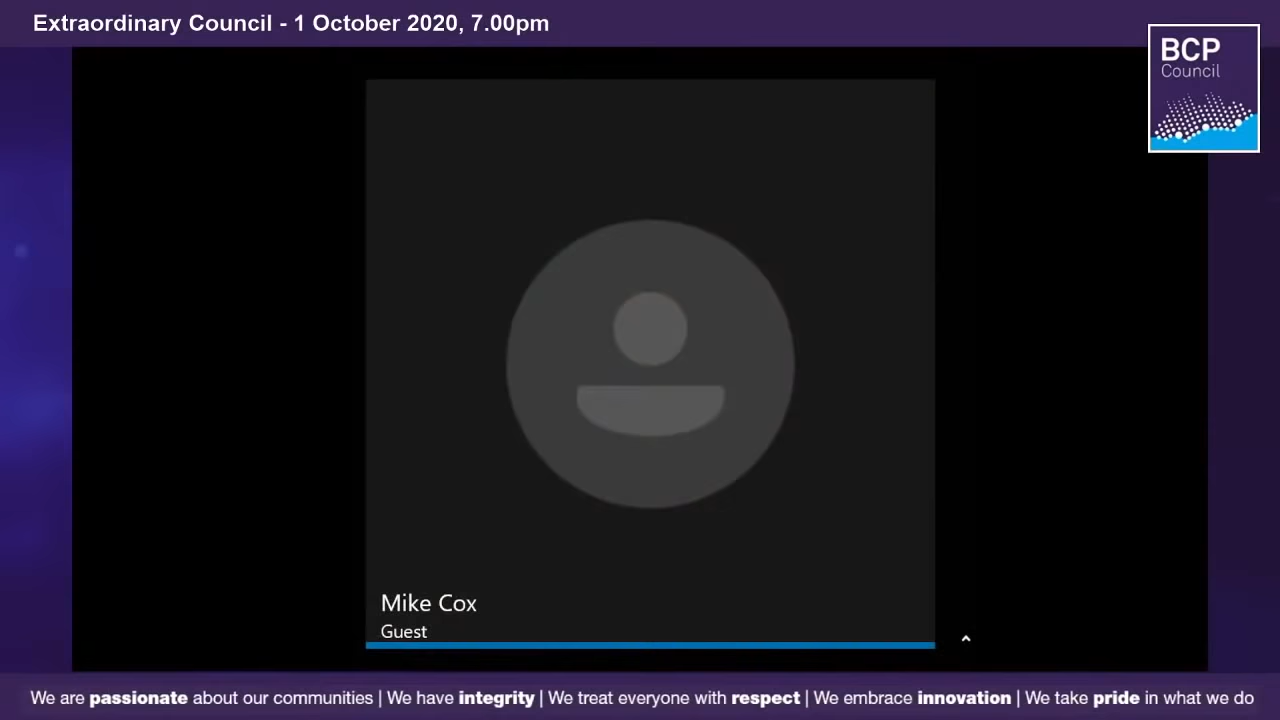 Extraordinary Council - 1 October 2020, 7.00pm
BCP
Council
Mike Cox
Guest
We are passionate about our communities | We have integrity | We treat everyone with respect | We embrace innovation | We take pride in what we do